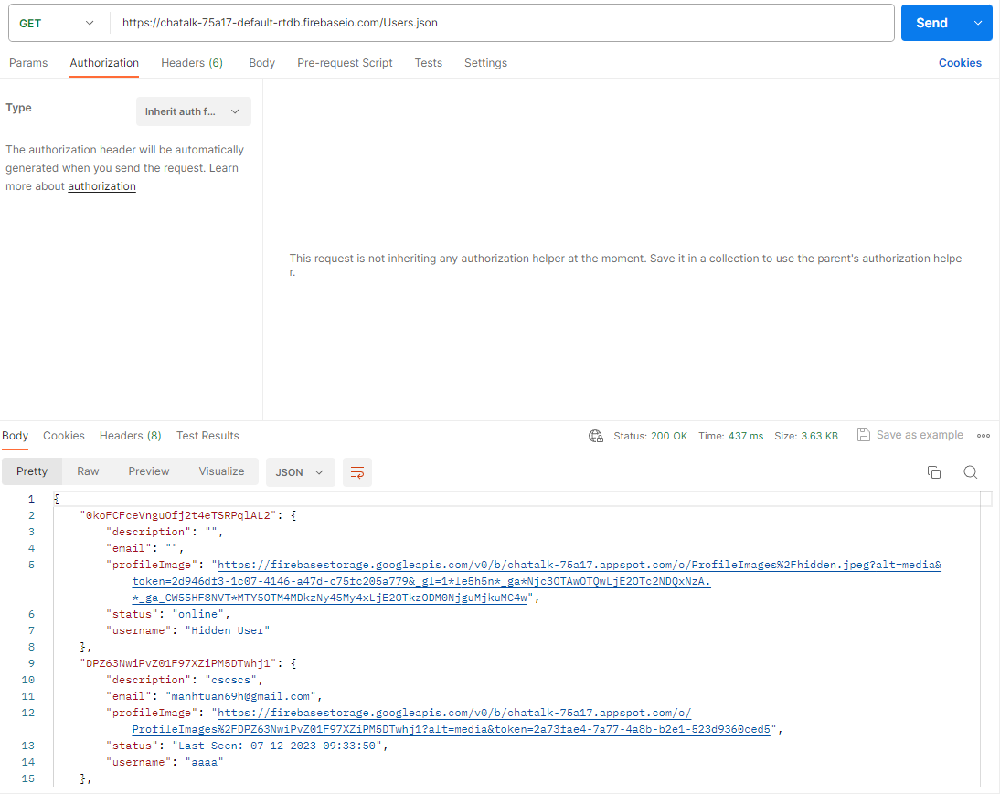 GET
https://chatalk-75a17-default-rtdb.firebaseio.com/Users.json
Send
Params
Authorization
Headers (6)
Body
Pre-request Script
Tests
Settings
Cookies
Type
Inherit auth f...
The authorization header will be automatically
generated when you send the request. Learn
more about authorization
This request is not inheriting any authorization helper at the moment. Save it in a collection to use the parent's authorization helpe
r.
Body
Cookies
Headers (8)
Test Results
Status: 200 OK
Time: 437 ms
Size: 3.63 KB
Save as example
Pretty
Raw
Preview
Visualize
JSON
1 {
2 "0koFCFceVnguOfj2t4eTSRPqlAL2": {
3 "description": "",
4 "email": "",
5 "profileImage": "https://firebasestorage.googleapis.com/v0/b/chatalk-75a17.appspot.com/o/ProfileImages%2Fhidden.jpeg?alt=media&
token=2d946df3-1c07-4146-a47d-c75fc205a779&_gl=1*le5h5n*_ga*Njc3OTAwOTQwLjE2OTc2NDQxNzA.
*_ga_CW55HF8NVT*MTY5OTM4MDkzNy45My4xLjE2OTkzODM0NjguMjkuMC4w",
6 "status": "online",
7 "username": "Hidden User"
8 },
9 "DPZ63NwiPvZ01F97XZiPM5DTwhj1": {
10 "description": "cscscs",
11 "email": "manhtuan69h@gmail.com",
12 "profileImage": "https://firebasestorage.googleapis.com/v0/b/chatalk-75a17.appspot.com/o/
ProfileImages%2FDPZ63NwiPvZ01F97XZiPM5DTwhj1?alt=media&token=2a73fae4-7a77-4a8b-b2e1-523d9360ced5",
13 "status": "Last Seen: 07-12-2023 09:33:50",
14 "username": "aaaa"
15 },